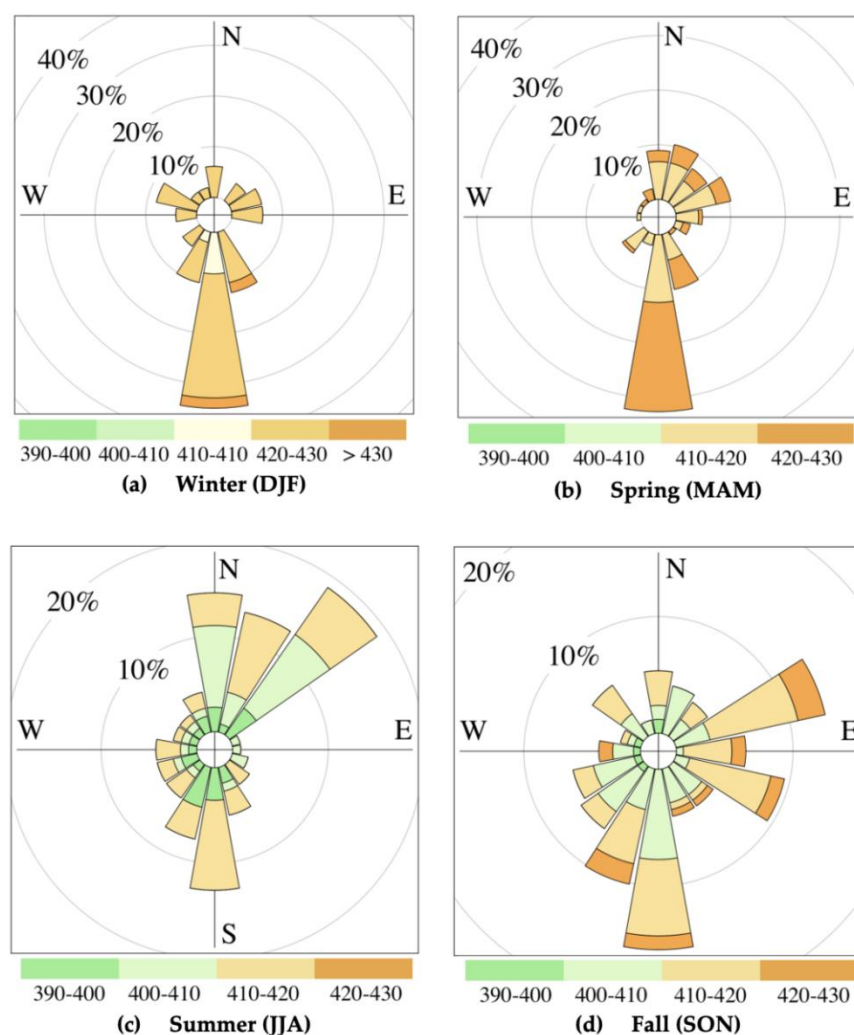 N
40%
30%
20%
10%
W
E
390-400 400-410 410-410 420-430 > 430
(a) Winter (DJF)
N
40%
30%
20%
10%
W
E
390-400 400-410 410-420 420-430
(b) Spring (MAM)
N
20%
10%
W
E
S
390-400 400-410 410-420 420-430
(c) Summer (JJA)
N
20%
10%
W
E
390-400 400-410 410-420 420-430
(d) Fall (SON)